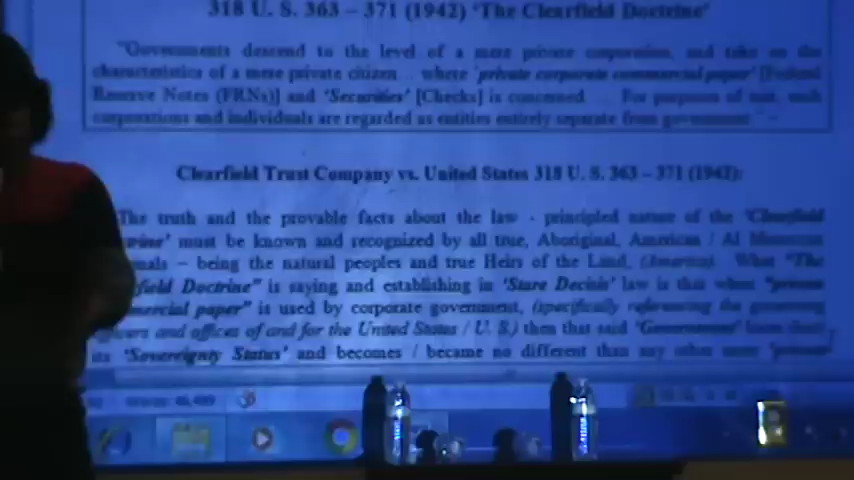 318 U. S. 363 – 371 (1942) 'The Clearfield Doctrine'
"Governments descend to the level of a mere private corporation, and take on the
characteristics of a mere private citizen... where 'private corporate commercial paper' [Federal
Reserve Notes (FRNs)] and 'Securities' [Checks] is concerned ... For purposes of suit, such
corporations and individuals are regarded as entities entirely separate from government." –
Clearfield Trust Company vs. United States 318 U. S. 363 – 371 (1942):
The truth and the provable facts about the law - principled nature of the 'Clearfield
rine' must be known and recognized by all true, Aboriginal, American / Al
nals – being the natural peoples and true Heirs of the Land, (America). What "The
field Doctrine" is saying and establishing in 'Stare Decisis' law is that when "private
mercial paper" is used by corporate government, (specifically referencing the governing
icers and offices of and for the United States / U. S.) then that said 'Government'
its 'Sovereignty Status' and becomes / became no different than any other mere 'private